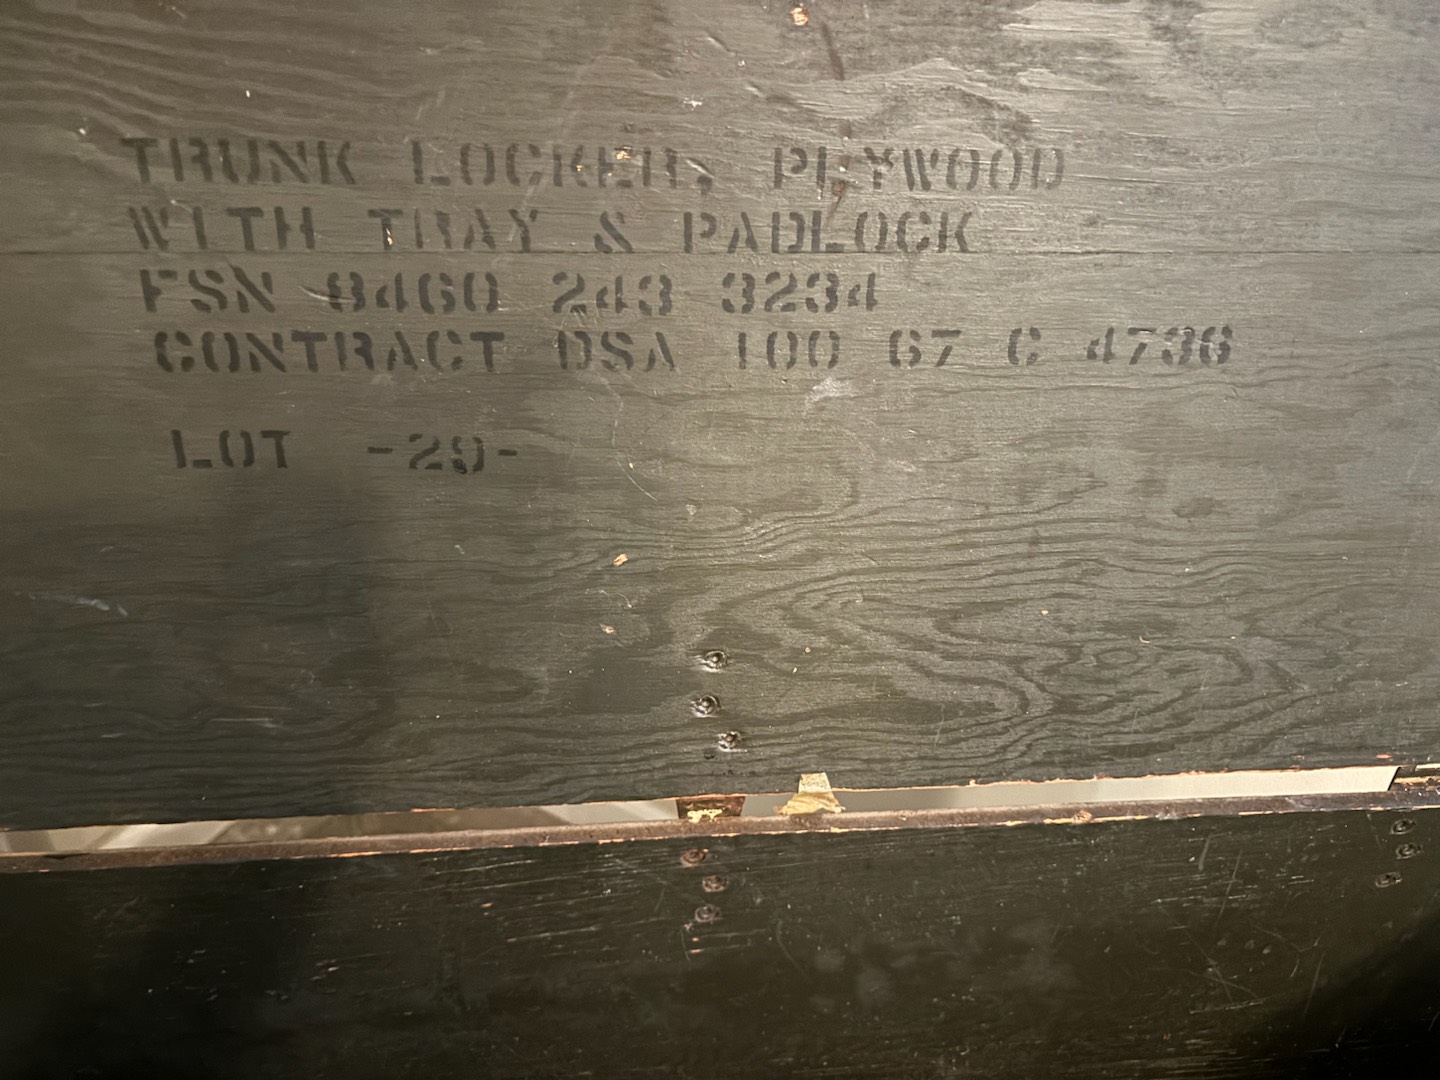 TRUNK LOCKER, PLYWOOD
WITH TRAY & PADLOCK
FSN 8460 243 3234
CONTRACT DSA 100 67 C 4736
LOT -29-